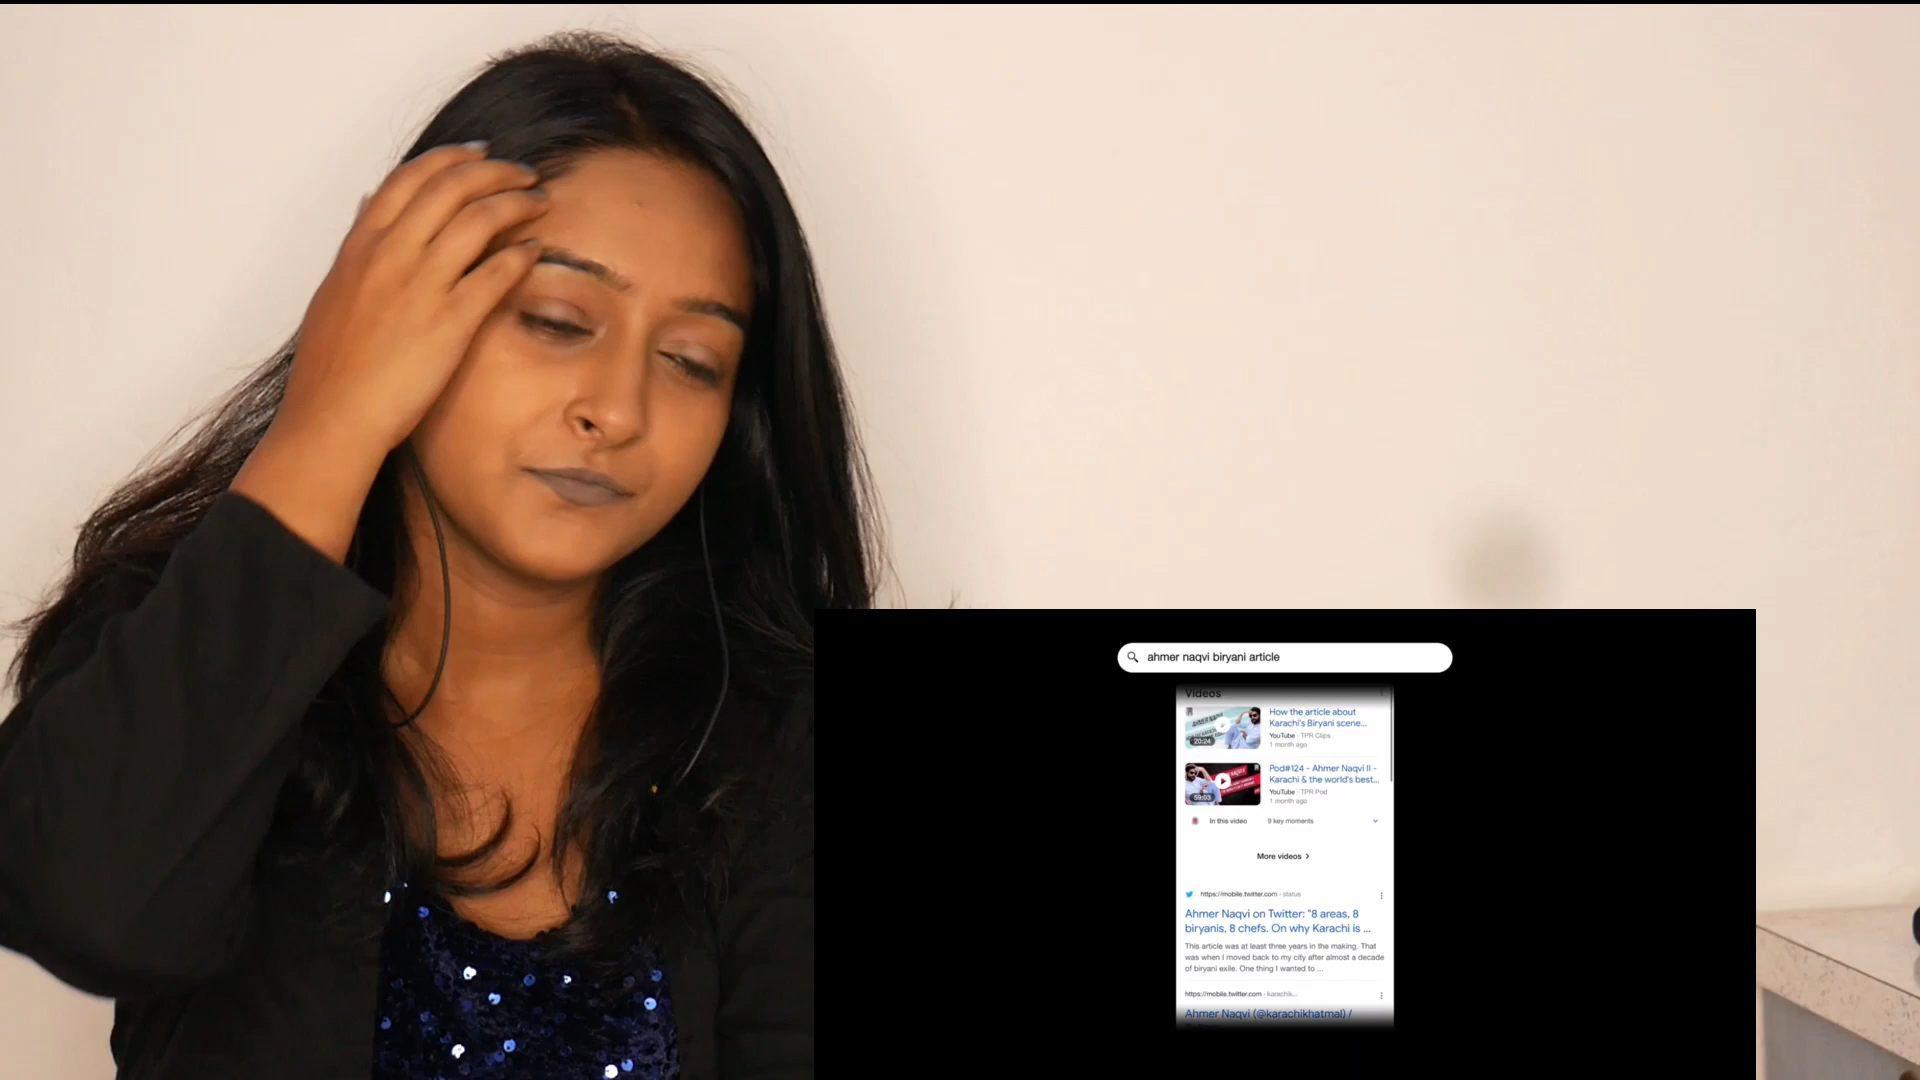 ahmer naqvi biryani article
Videos
How the article about
Karachi's Biryani scene...
YouTube · TPR Clips
1 month ago
20:24
Pod#124 - Ahmer Naqvi II -
Karachi & the world's best...
YouTube · TPR Pod
1 month ago
59:03
In this video 9 key moments
More videos
https://mobile.twitter.com › status
Ahmer Naqvi on Twitter: "8 areas, 8
biryanis, 8 chefs. On why Karachi is ...
This article was at least three years in the making. That
was when I moved back to my city after almost a decade
of biryani exile. One thing I wanted to ...
https://mobile.twitter.com › karachik...
Ahmer Naqvi (@karachikhatmal) /